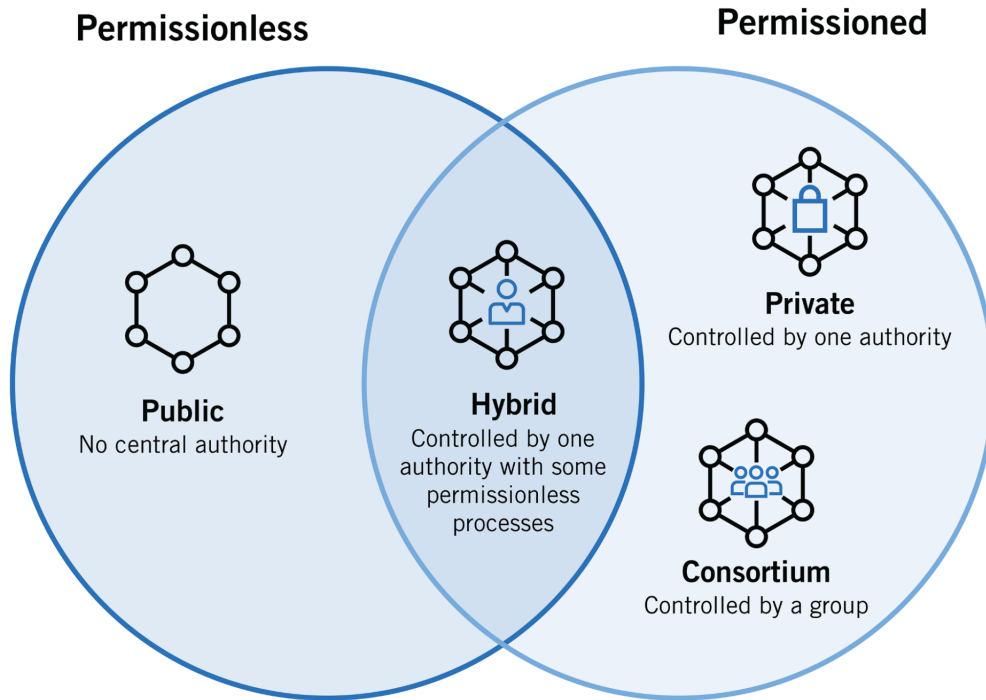 Permissionless
Permissioned
Public
No central authority
Hybrid
Controlled by one
authority with some
permissionless
processes
Private
Controlled by one authority
Consortium
Controlled by a group